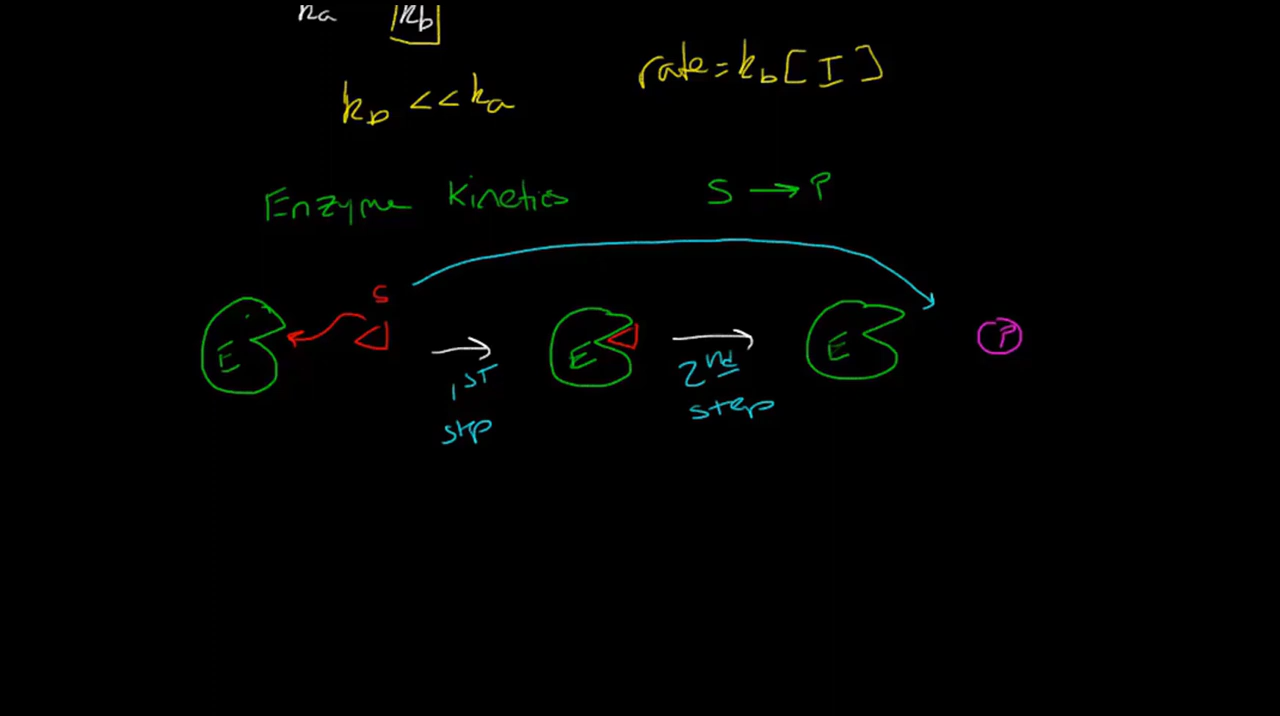 ka kb
rate = kb[I]
kb << ka
Enzyme Kinetics S → P
S
E E E P
1ST step
2nd step